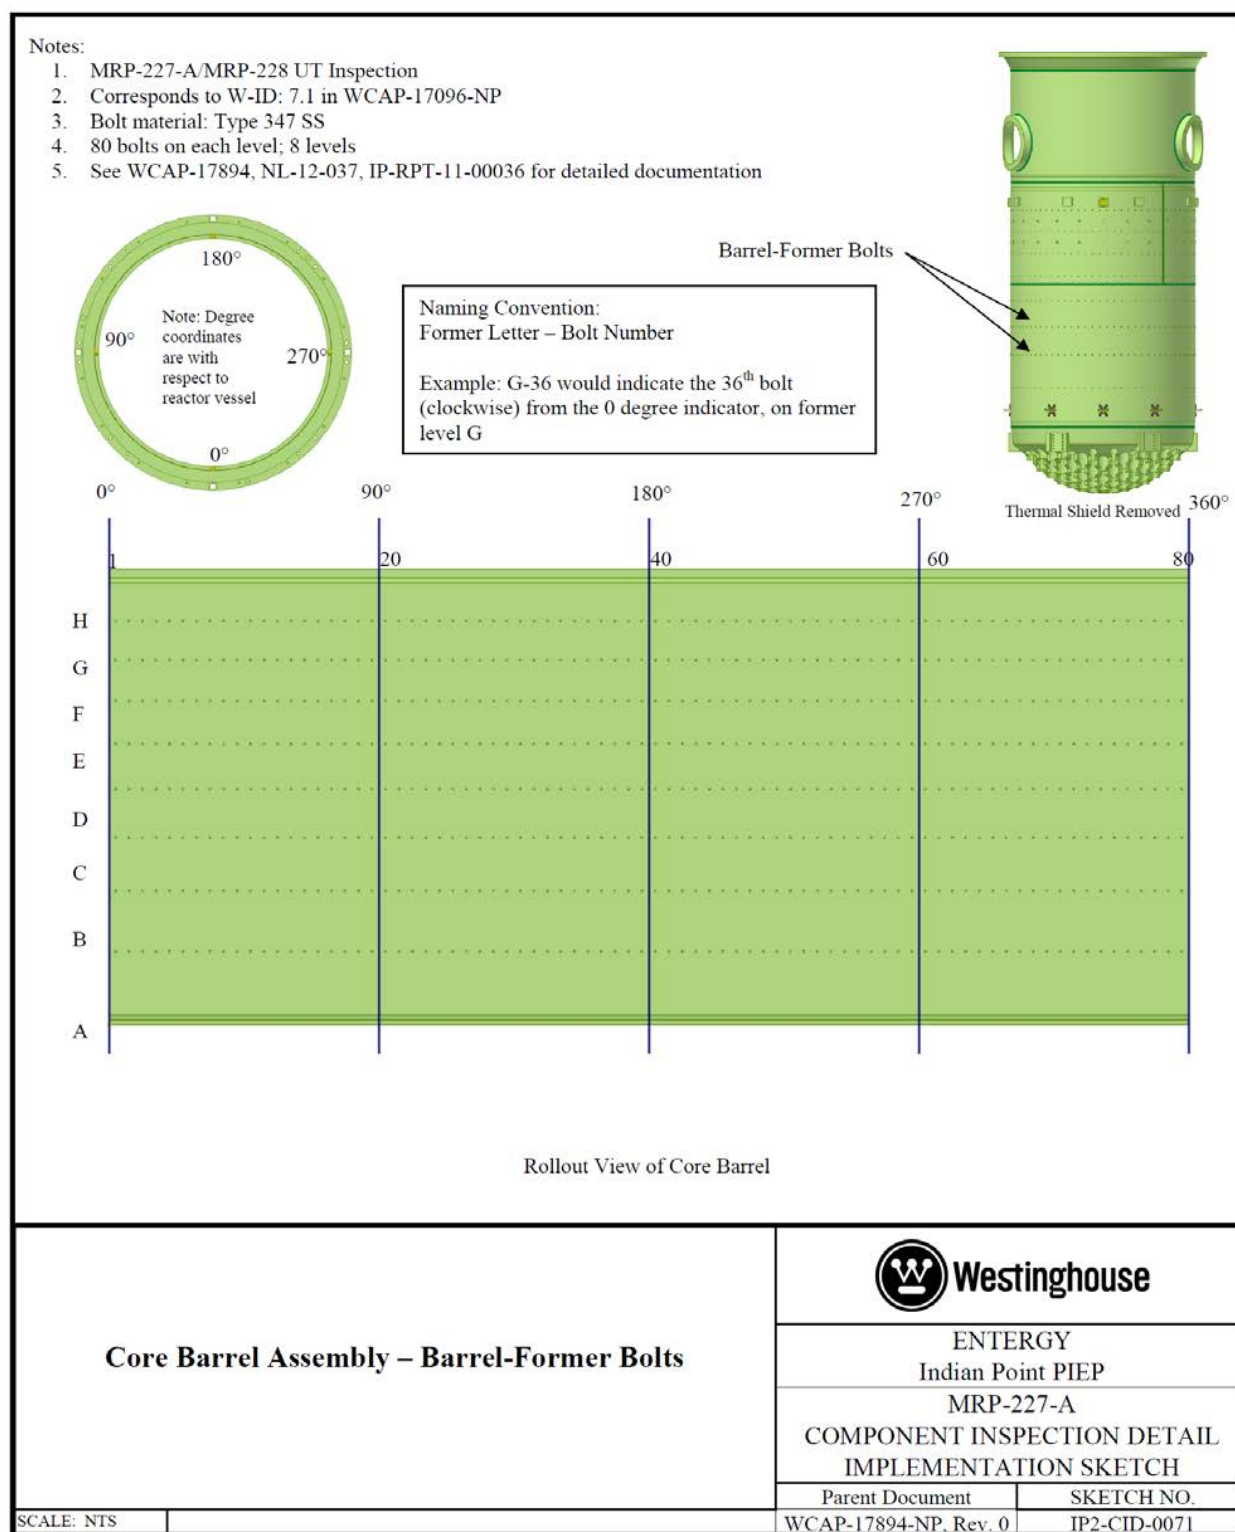 Notes:
1. MRP-227-A/MRP-228 UT Inspection
2. Corresponds to W-ID: 7.1 in WCAP-17096-NP
3. Bolt material: Type 347 SS
4. 80 bolts on each level; 8 levels
5. See WCAP-17894, NL-12-037, IP-RPT-11-00036 for detailed documentation
180°
90°
Note: Degree
coordinates
are with
respect to
reactor vessel
270°
0°
Naming Convention:
Former Letter – Bolt Number
Example: G-36 would indicate the 36th bolt
(clockwise) from the 0 degree indicator, on former
level G
Barrel-Former Bolts
Thermal Shield Removed
0° 90° 180° 270° 360°
1 20 40 60 80
H
G
F
E
D
C
B
A
Rollout View of Core Barrel
Core Barrel Assembly – Barrel-Former Bolts
SCALE: NTS
W Westinghouse
ENTERGY
Indian Point PIEP
MRP-227-A
COMPONENT INSPECTION DETAIL
IMPLEMENTATION SKETCH
Parent Document SKETCH NO.
WCAP-17894-NP, Rev. 0 IP2-CID-0071